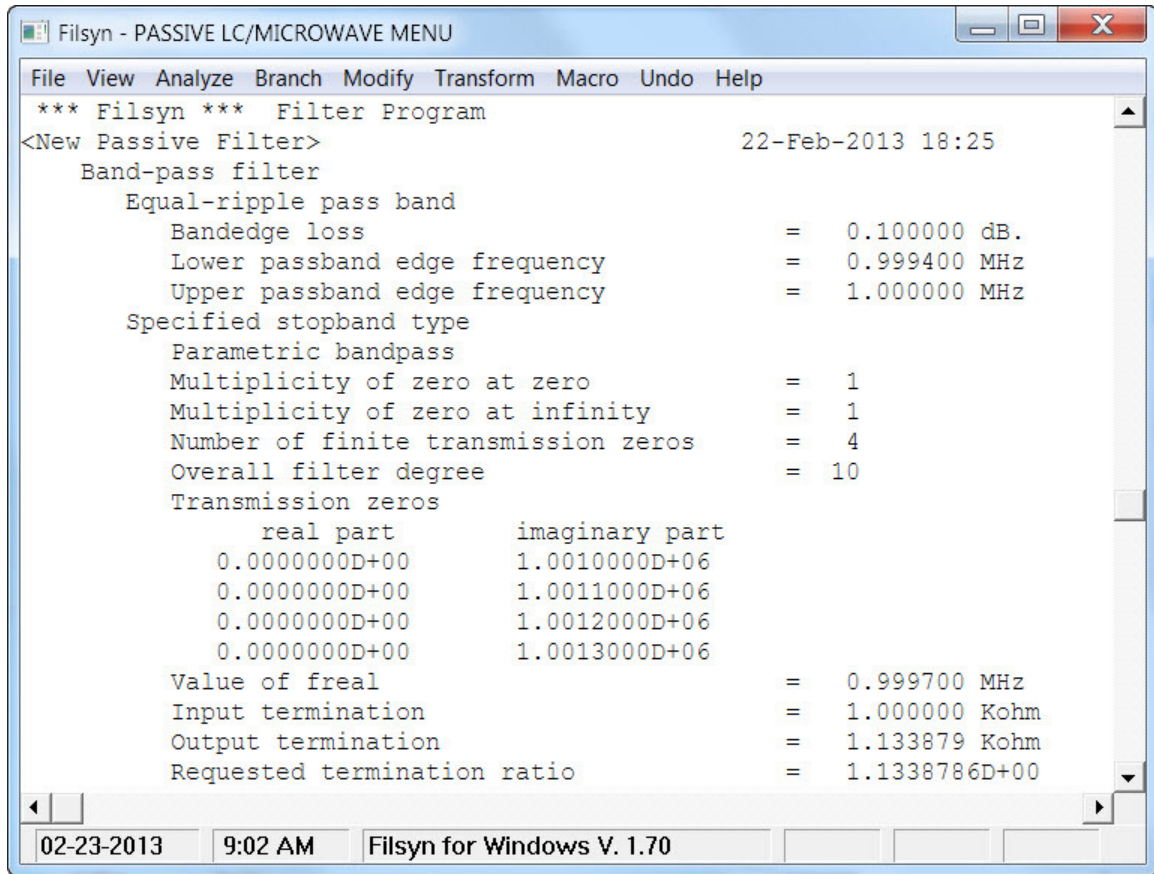 Filsyn - PASSIVE LC/MICROWAVE MENU
File View Analyze Branch Modify Transform Macro Undo Help
*** Filsyn *** Filter Program
<New Passive Filter> 22-Feb-2013 18:25
Band-pass filter
Equal-ripple pass band
Bandedge loss = 0.100000 dB.
Lower passband edge frequency = 0.999400 MHz
Upper passband edge frequency = 1.000000 MHz
Specified stopband type
Parametric bandpass
Multiplicity of zero at zero = 1
Multiplicity of zero at infinity = 1
Number of finite transmission zeros = 4
Overall filter degree = 10
Transmission zeros
real part imaginary part
0.0000000D+00 1.0010000D+06
0.0000000D+00 1.0011000D+06
0.0000000D+00 1.0012000D+06
0.0000000D+00 1.0013000D+06
Value of freal = 0.999700 MHz
Input termination = 1.000000 Kohm
Output termination = 1.133879 Kohm
Requested termination ratio = 1.1338786D+00
02-23-2013 9:02 AM Filsyn for Windows V. 1.70